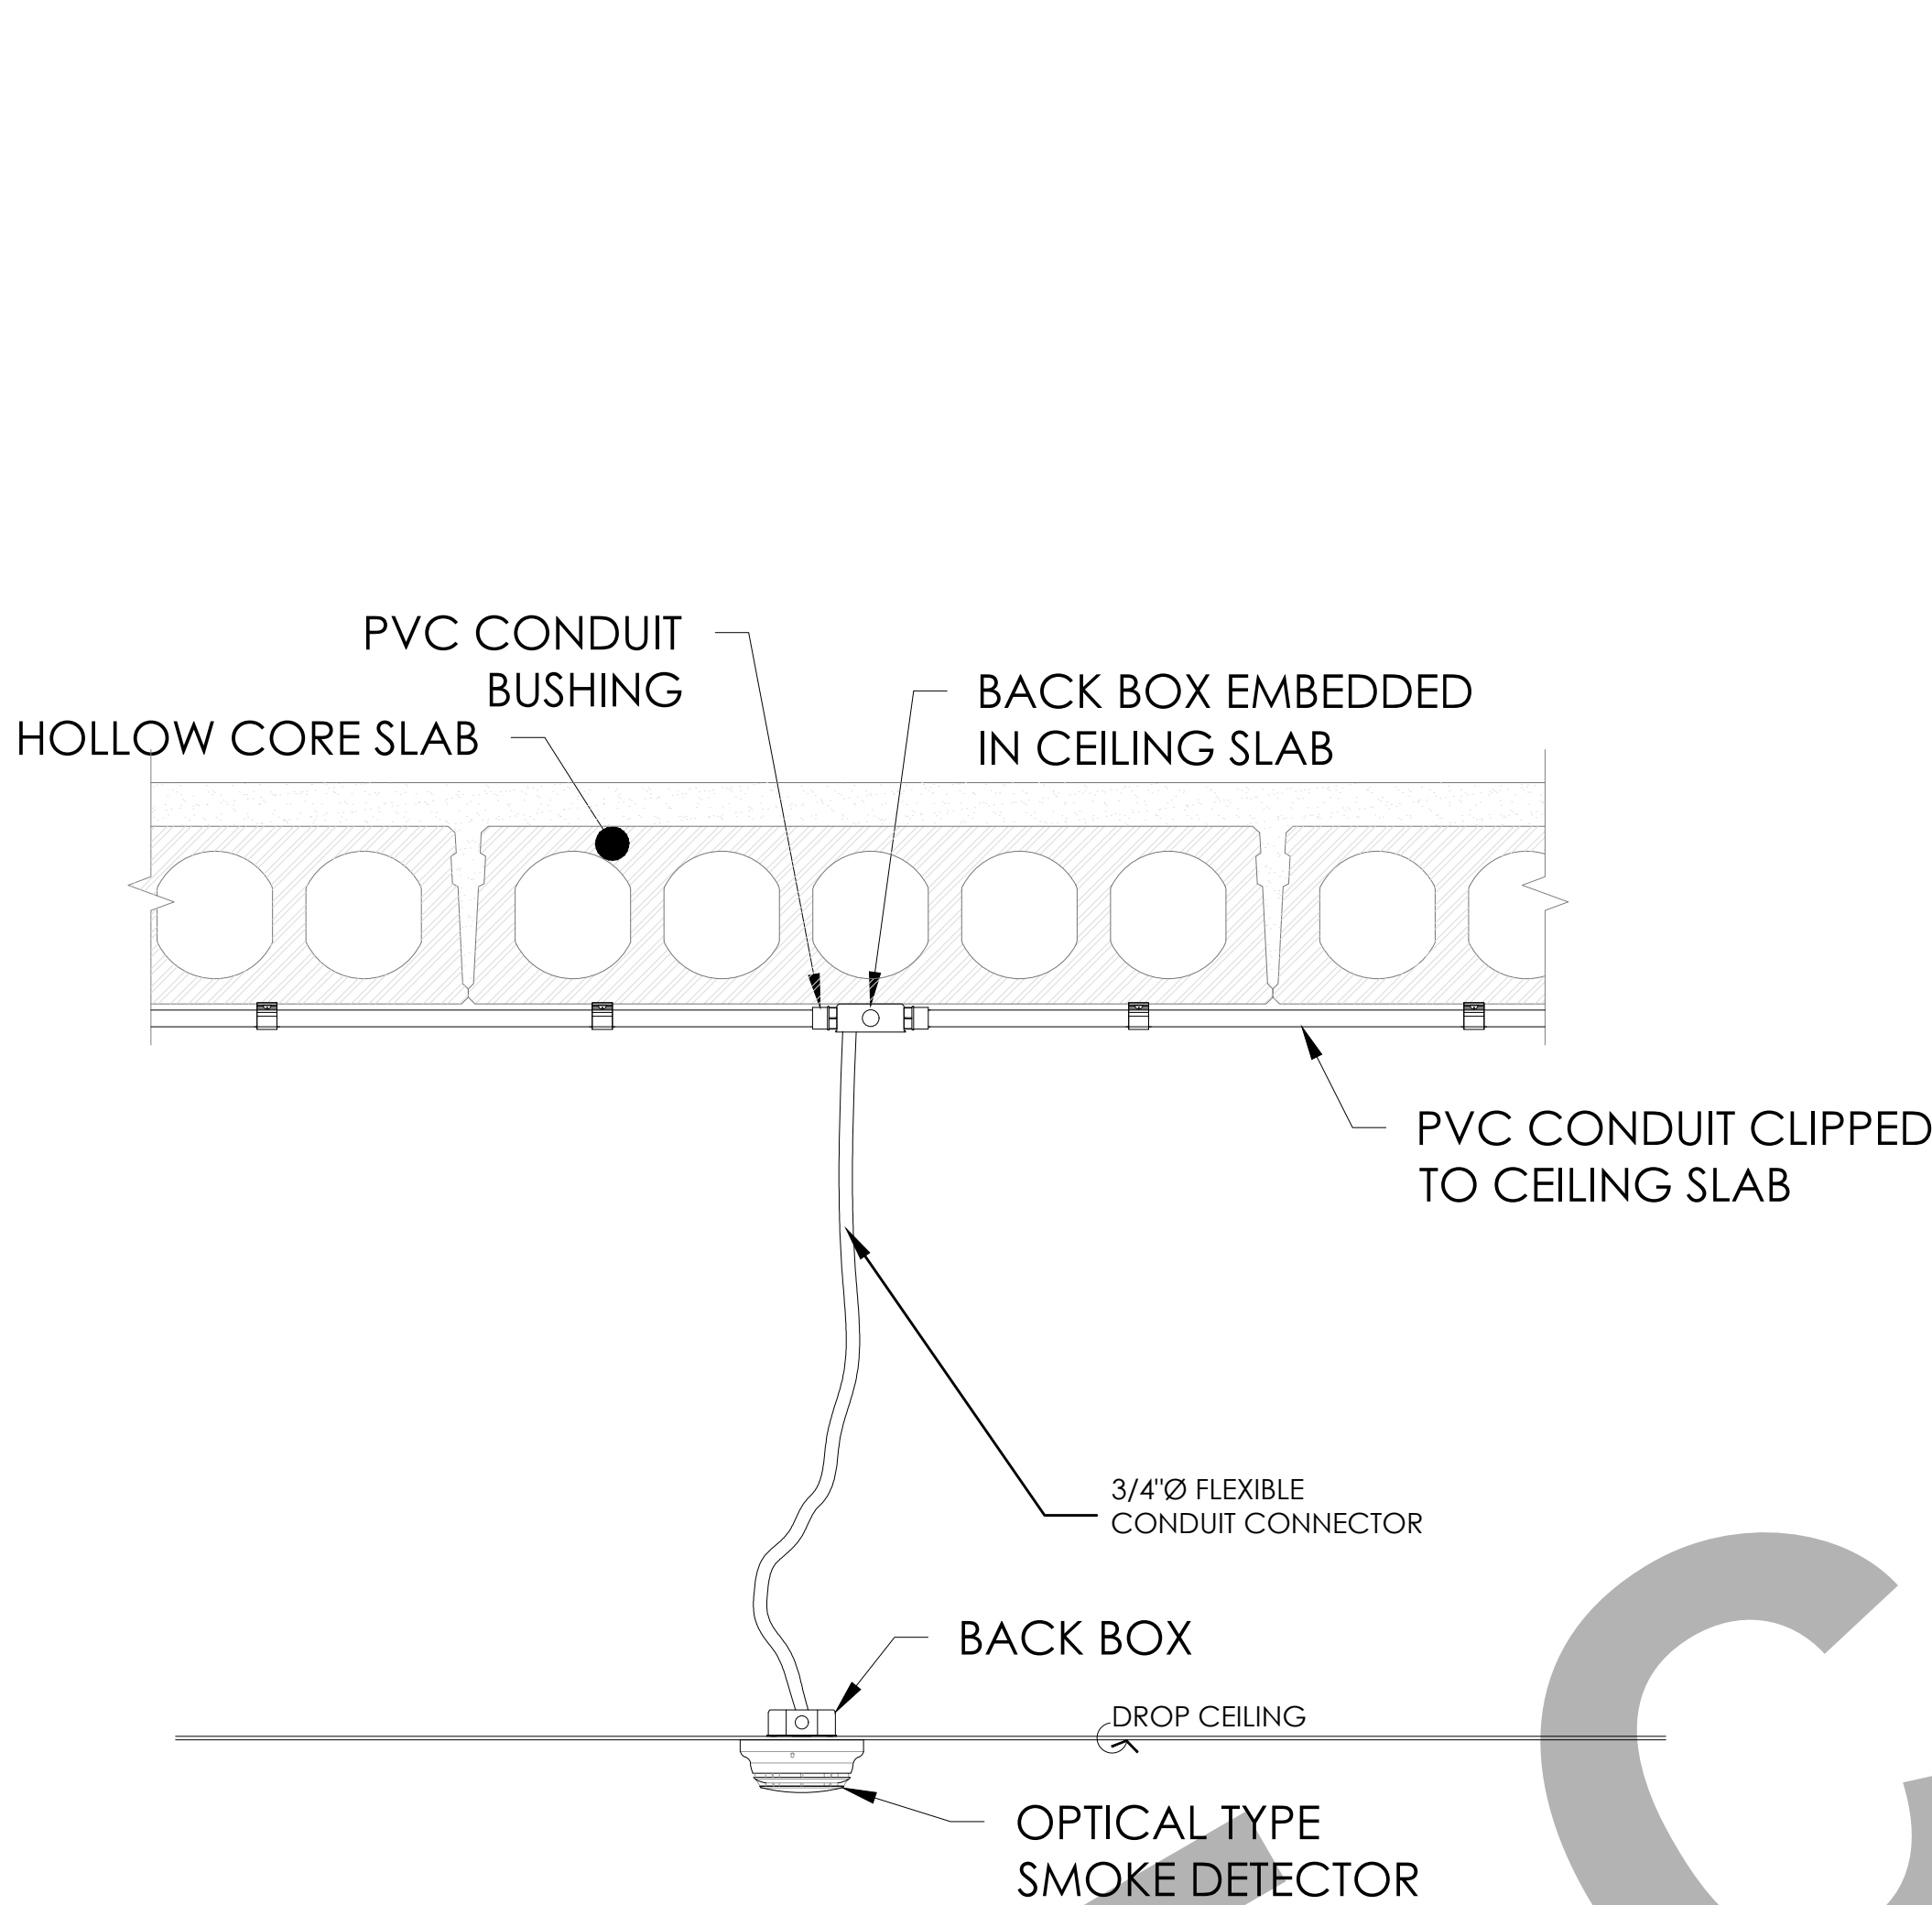 PVC CONDUIT
BUSHING
HOLLOW CORE SLAB
BACK BOX EMBEDDED
IN CEILING SLAB
PVC CONDUIT CLIPPED
TO CEILING SLAB
3/4"Ø FLEXIBLE
CONDUIT CONNECTOR
BACK BOX
DROP CEILING
OPTICAL TYPE
SMOKE DETECTOR